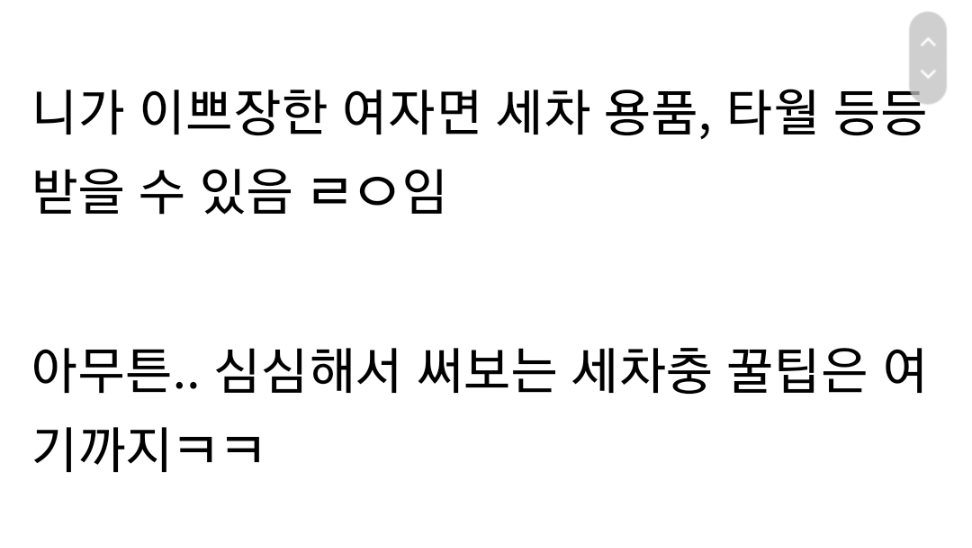 니가 이쁘장한 여자면 세차 용품, 타월 등등
받을 수 있음 ㄹㅇ임
아무튼.. 심심해서 써보는 세차충 꿀팁은 여
기까지ㅋㅋ